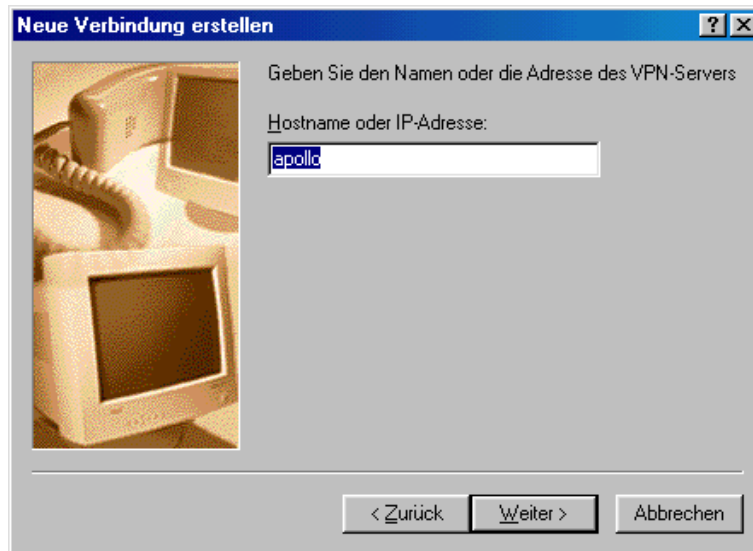 Neue Verbindung erstellen
Geben Sie den Namen oder die Adresse des VPN-Servers
Hostname oder IP-Adresse:
apollo
< Zurück
Weiter >
Abbrechen